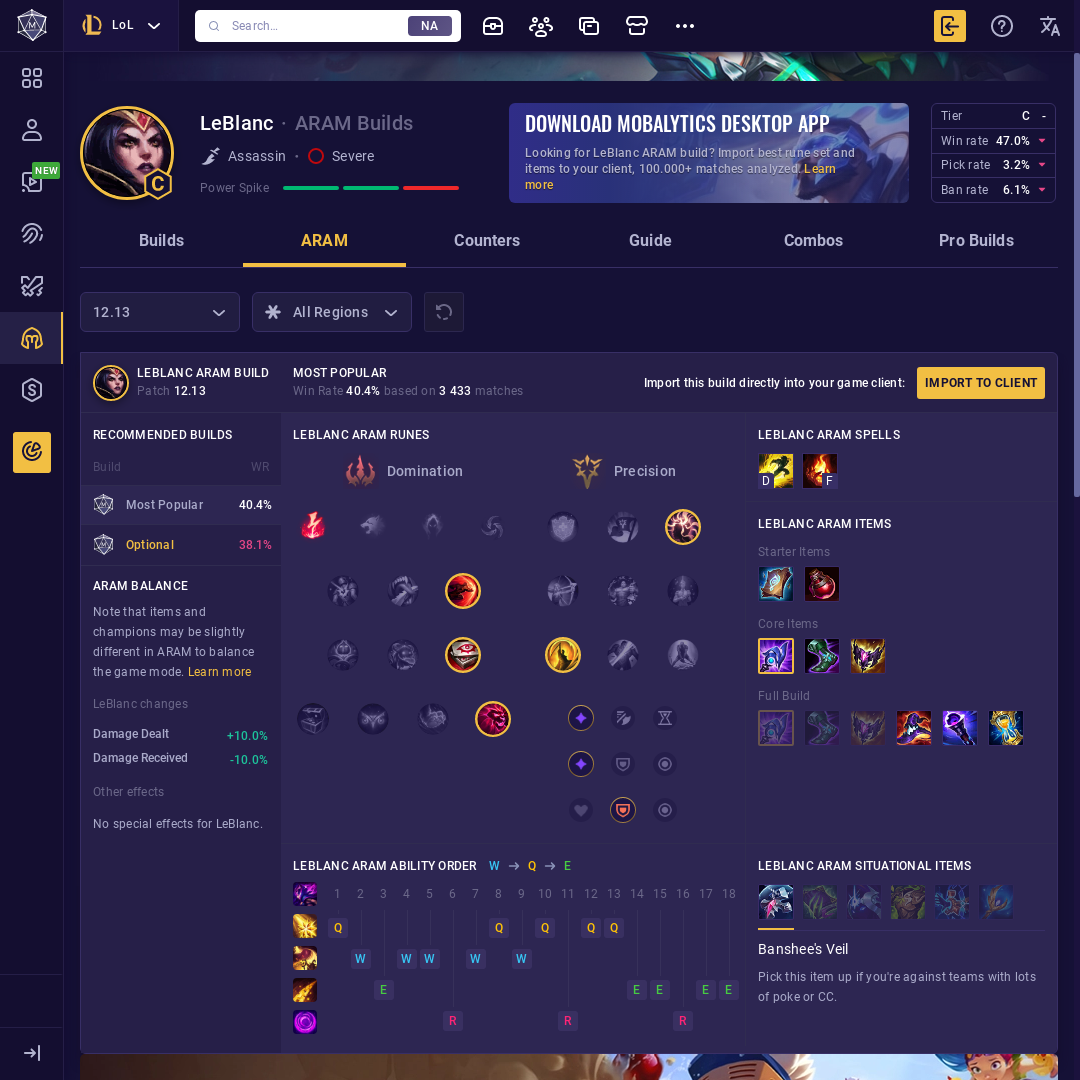 LoL
Search...
NA
NEW
LeBlanc · ARAM Builds
Assassin · Severe
Power Spike
C
DOWNLOAD MOBALYTICS DESKTOP APP
Looking for LeBlanc ARAM build? Import best rune set and
items to your client, 100.000+ matches analyzed. Learn
more
Tier C -
Win rate 47.0%
Pick rate 3.2%
Ban rate 6.1%
Builds
ARAM
Counters
Guide
Combos
Pro Builds
12.13
All Regions
LEBLANC ARAM BUILD
Patch 12.13
MOST POPULAR
Win Rate 40.4% based on 3 433 matches
Import this build directly into your game client:
IMPORT TO CLIENT
RECOMMENDED BUILDS
Build WR
Most Popular 40.4%
Optional 38.1%
ARAM BALANCE
Note that items and
champions may be slightly
different in ARAM to balance
the game mode. Learn more
LeBlanc changes
Damage Dealt +10.0%
Damage Received -10.0%
Other effects
No special effects for LeBlanc.
LEBLANC ARAM RUNES
Domination
Precision
LEBLANC ARAM SPELLS
D
F
LEBLANC ARAM ITEMS
Starter Items
Core Items
Full Build
LEBLANC ARAM ABILITY ORDER W → Q → E
1 2 3 4 5 6 7 8 9 10 11 12 13 14 15 16 17 18
Q Q Q Q Q
W W W W W
E E E E E
R R R
LEBLANC ARAM SITUATIONAL ITEMS
Banshee's Veil
Pick this item up if you're against teams with lots
of poke or CC.